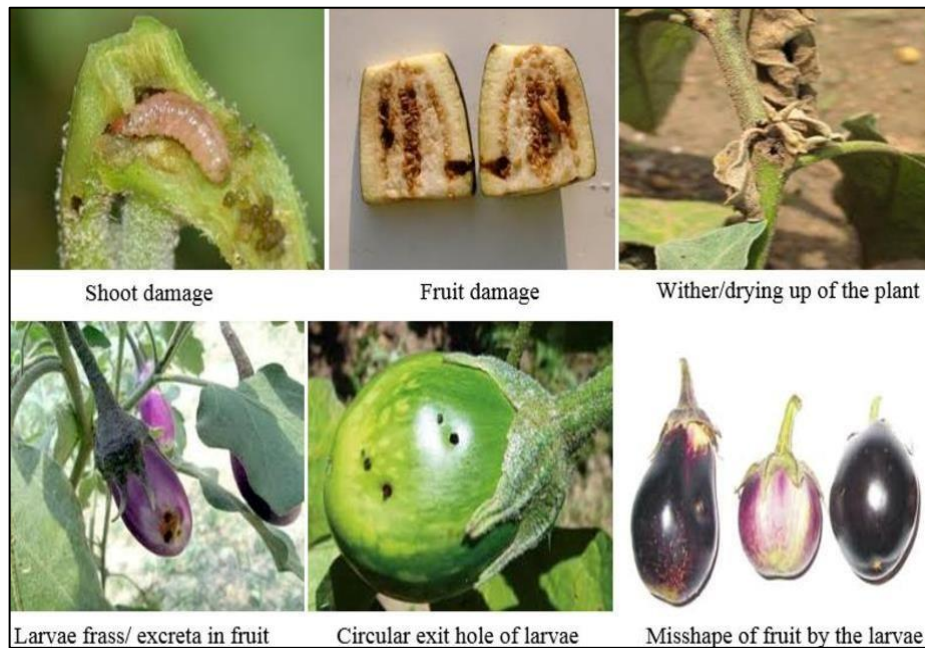 Shoot damage
Fruit damage
Wither/drying up of the plant
Larvae frass/ excreta in fruit
Circular exit hole of larvae
Misshape of fruit by the larvae